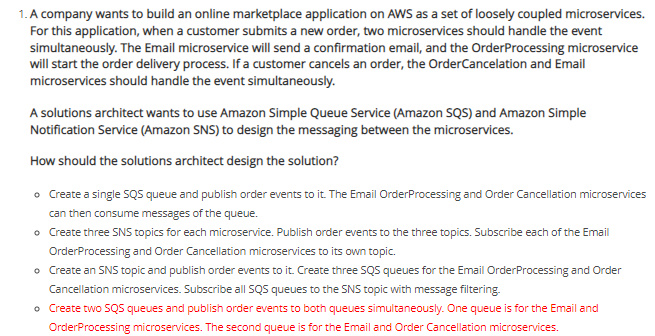 1. A company wants to build an online marketplace application on AWS as a set of loosely coupled microservices.
For this application, when a customer submits a new order, two microservices should handle the event
simultaneously. The Email microservice will send a confirmation email, and the OrderProcessing microservice
will start the order delivery process. If a customer cancels an order, the OrderCancelation and Email
microservices should handle the event simultaneously.
A solutions architect wants to use Amazon Simple Queue Service (Amazon SQS) and Amazon Simple
Notification Service (Amazon SNS) to design the messaging between the microservices.
How should the solutions architect design the solution?
o Create a single SQS queue and publish order events to it. The Email OrderProcessing and Order Cancellation microservices
can then consume messages of the queue.
o Create three SNS topics for each microservice. Publish order events to the three topics. Subscribe each of the Email
OrderProcessing and Order Cancellation microservices to its own topic.
o Create an SNS topic and publish order events to it. Create three SQS queues for the Email OrderProcessing and Order
Cancellation microservices. Subscribe all SQS queues to the SNS topic with message filtering.
o Create two SQS queues and publish order events to both queues simultaneously. One queue is for the Email and
OrderProcessing microservices. The second queue is for the Email and Order Cancellation microservices.